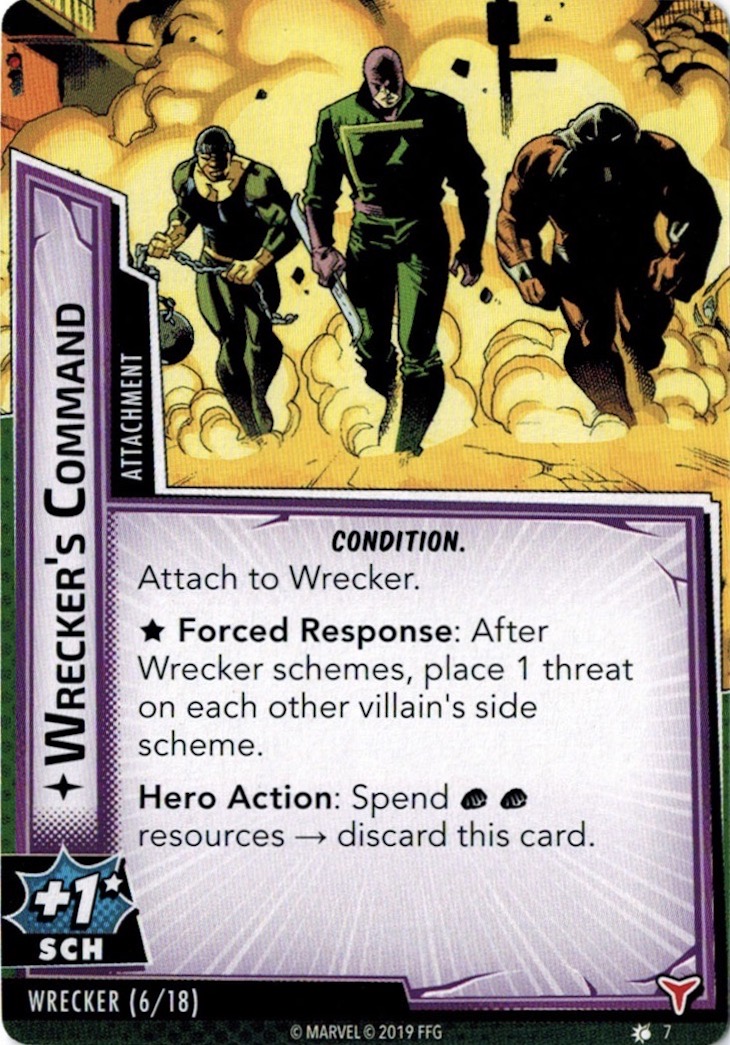 WRECKER'S COMMAND
ATTACHMENT
CONDITION.
Attach to Wrecker.
★ Forced Response: After
Wrecker schemes, place 1 threat
on each other villain's side
scheme.
Hero Action: Spend
resources → discard this card.
+1★
SCH
WRECKER (6/18)
© MARVEL © 2019 FFG
7